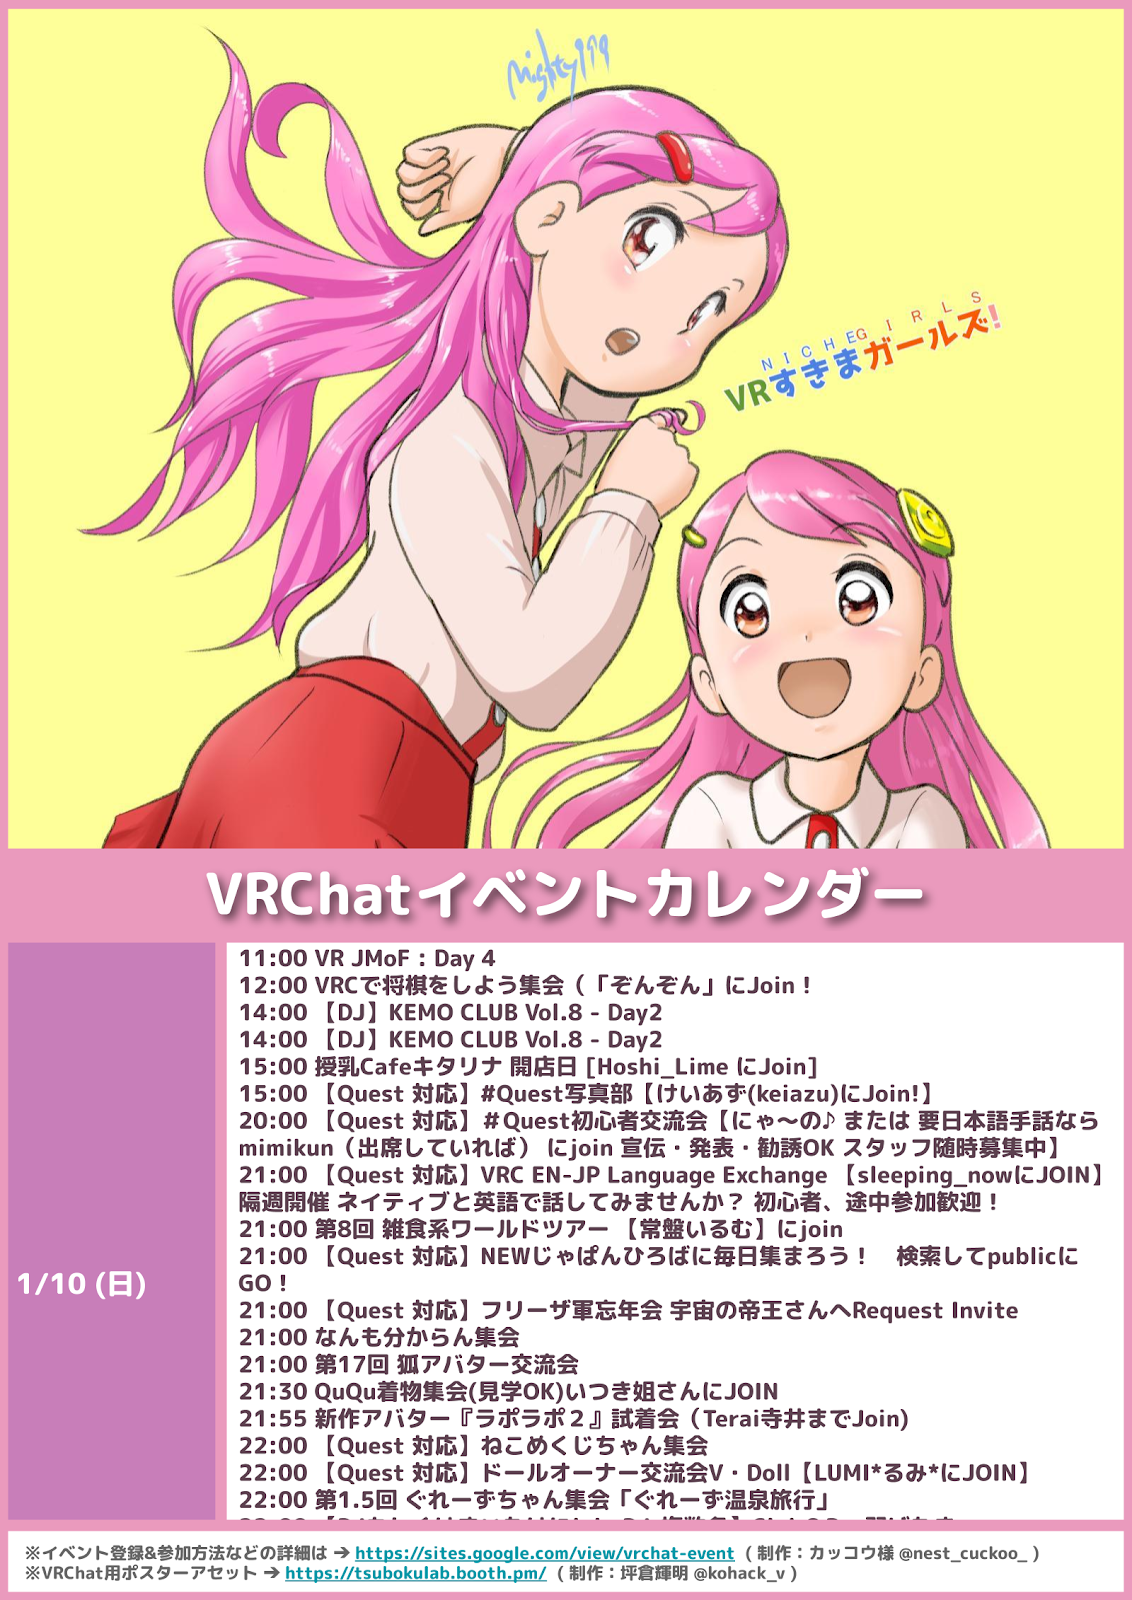 mighty199
NICHE GIRLS
VRすきまガールズ!
VRChatイベントカレンダー
1/10 (日)
11:00 VR JMoF : Day 4
12:00 VRCで将棋をしよう集会（「ぞんぞん」にJoin！
14:00 【DJ】KEMO CLUB Vol.8 - Day2
14:00 【DJ】KEMO CLUB Vol.8 - Day2
15:00 授乳Cafeキタリナ 開店日 [Hoshi_Lime にJoin]
15:00 【Quest 対応】#Quest写真部【けいあず(keiazu)にJoin!】
20:00 【Quest 対応】＃Quest初心者交流会【にゃ〜の♪ または 要日本語手話なら
mimikun（出席していれば） にjoin 宣伝・発表・勧誘OK スタッフ随時募集中】
21:00 【Quest 対応】VRC EN-JP Language Exchange 【sleeping_nowにJOIN】
隔週開催 ネイティブと英語で話してみませんか？ 初心者、途中参加歓迎！
21:00 第8回 雑食系ワールドツアー 【常盤いるむ】にjoin
21:00 【Quest 対応】NEWじゃぱんひろばに毎日集まろう！　検索してpublicに
GO！
21:00 【Quest 対応】フリーザ軍忘年会 宇宙の帝王さんへRequest Invite
21:00 なんも分からん集会
21:00 第17回 狐アバター交流会
21:30 QuQu着物集会(見学OK)いつき姐さんにJOIN
21:55 新作アバター『ラポラポ２』試着会（Terai寺井までJoin)
22:00 【Quest 対応】ねこめくじちゃん集会
22:00 【Quest 対応】ドールオーナー交流会V・Doll【LUMI*るみ*にJOIN】
22:00 第1.5回 ぐれーずちゃん集会「ぐれーず温泉旅行」
※イベント登録&参加方法などの詳細は ➔ https://sites.google.com/view/vrchat-event ( 制作：カッコウ様 @nest_cuckoo_ )
※VRChat用ポスターアセット ➔ https://tsubokulab.booth.pm/ ( 制作：坪倉輝明 @kohack_v )